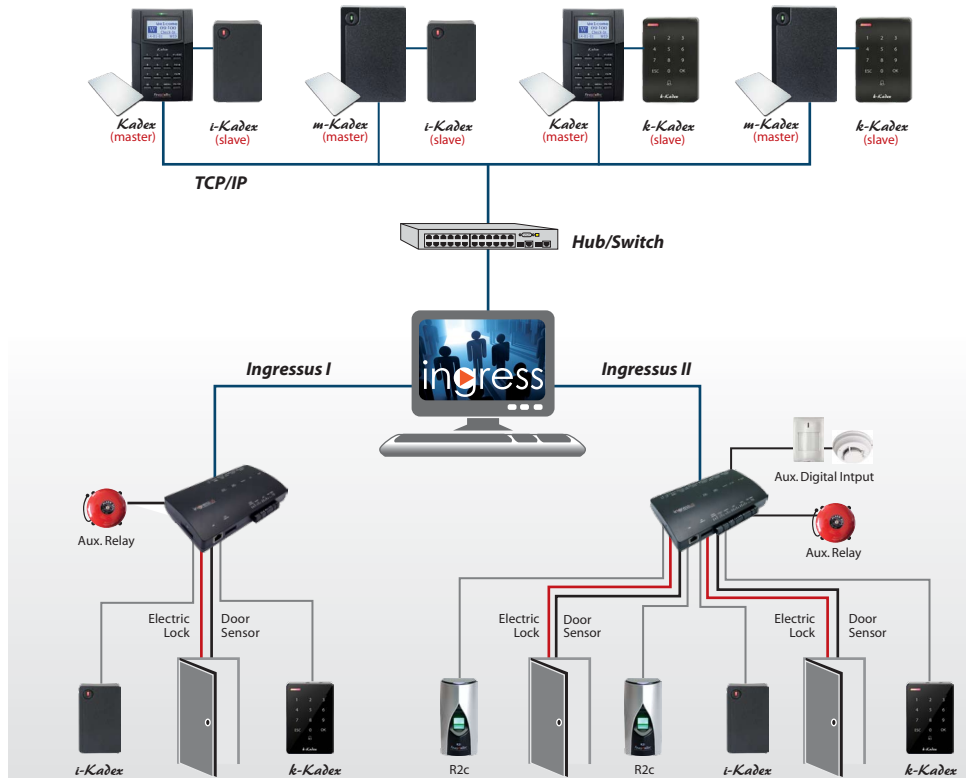 Kadex
(master)
i-Kadex
(slave)
m-Kadex
(master)
i-Kadex
(slave)
Kadex
(master)
k-Kadex
(slave)
m-Kadex
(master)
k-Kadex
(slave)
TCP/IP
Hub/Switch
Ingressus I
ingress
Ingressus II
Aux. Digital Intput
Aux. Relay
Aux. Relay
Electric
Lock
Door
Sensor
Electric
Lock
Door
Sensor
Electric
Lock
Door
Sensor
i-Kadex
k-Kadex
R2c
R2c
i-Kadex
k-Kadex